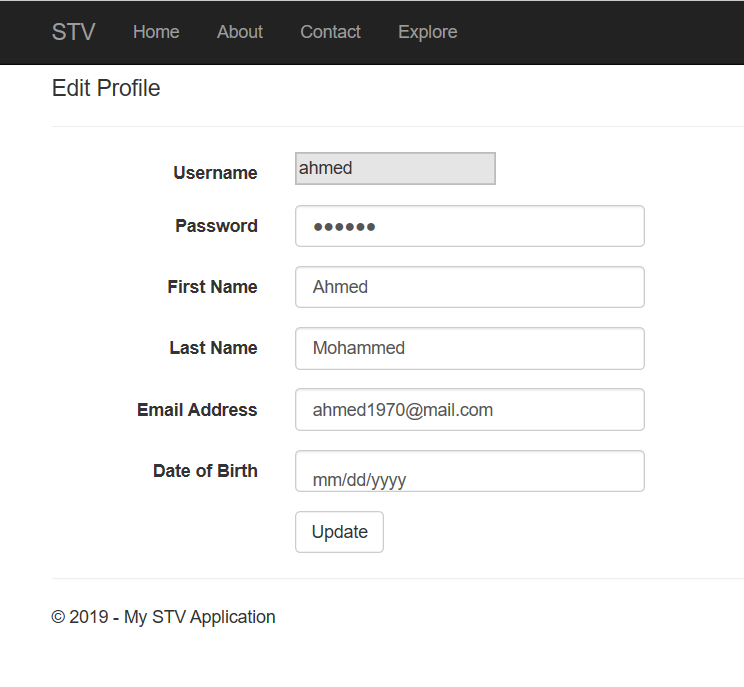 STV Home About Contact Explore
Edit Profile
Username ahmed
Password ●●●●●●
First Name Ahmed
Last Name Mohammed
Email Address ahmed1970@mail.com
Date of Birth mm/dd/yyyy
Update
© 2019 - My STV Application